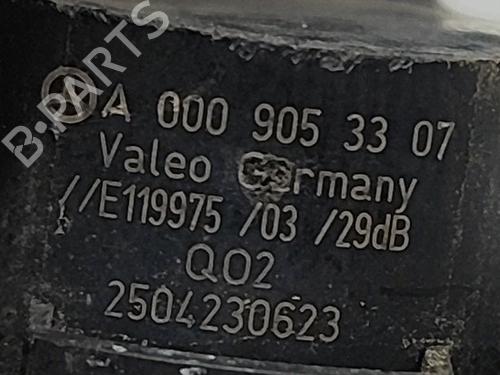 B-PARTS
A 000 905 33 07
Valeo Germany
//E119975 /03 /29dB
Q02
2504230623